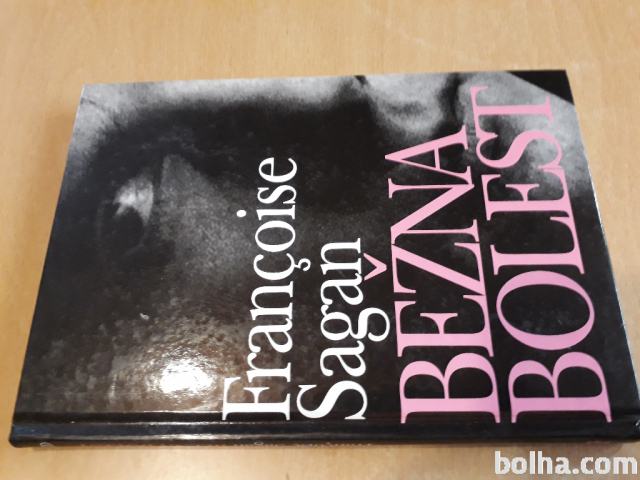 Françoise
Sagan
BEŽNA
BOLEST
bolha.com